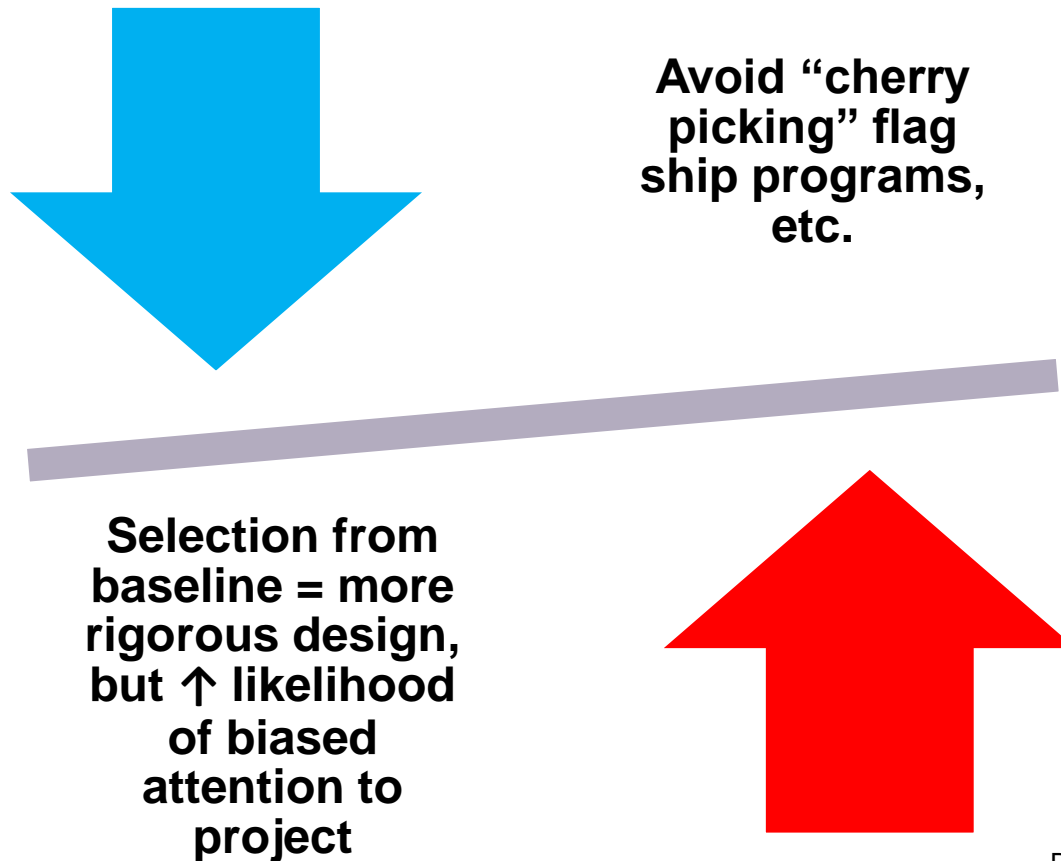 Avoid “cherry
picking” flag
ship programs,
etc.
Selection from
baseline = more
rigorous design,
but ↑ likelihood
of biased
attention to
project